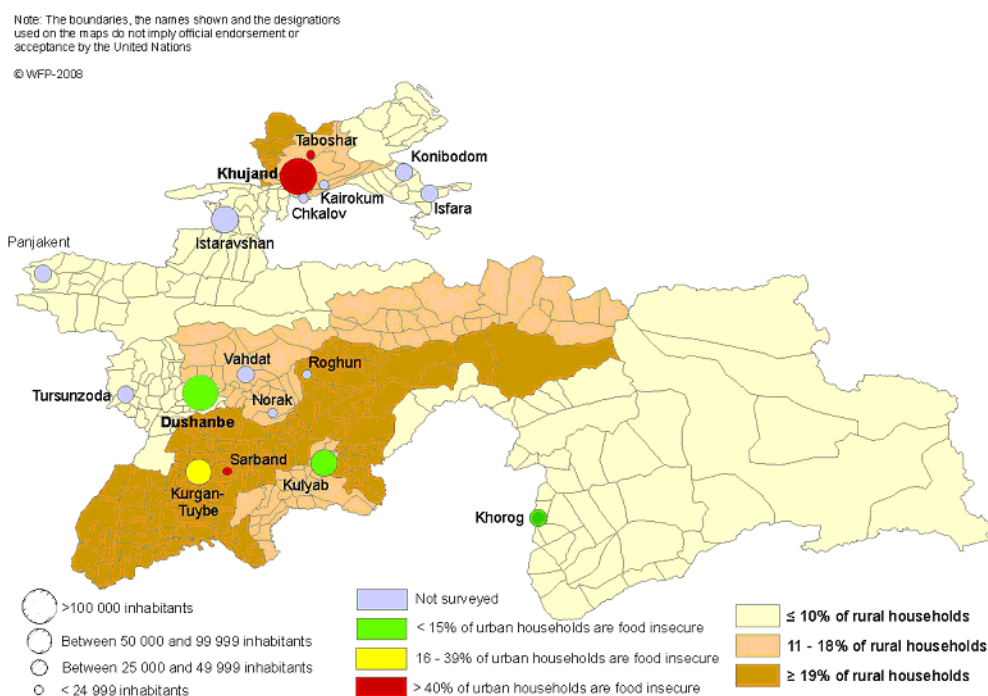 Note: The boundaries, the names shown and the designations
used on the maps do not imply official endorsement or
acceptance by the United Nations
© WFP-2008
Taboshar
Konibodom
Khujand
Kairokum
Isfara
Chkalov
Istaravshan
Panjakent
Vahdat
Roghun
Tursunzoda
Norak
Dushanbe
Sarband
Kulyab
Kurgan-
Tuybe
Khorog
>100 000 inhabitants
Between 50 000 and 99 999 inhabitants
Between 25 000 and 49 999 inhabitants
< 24 999 inhabitants
Not surveyed
< 15% of urban households are food insecure
16 - 39% of urban households are food insecure
> 40% of urban households are food insecure
≤ 10% of rural households
11 - 18% of rural households
≥ 19% of rural households